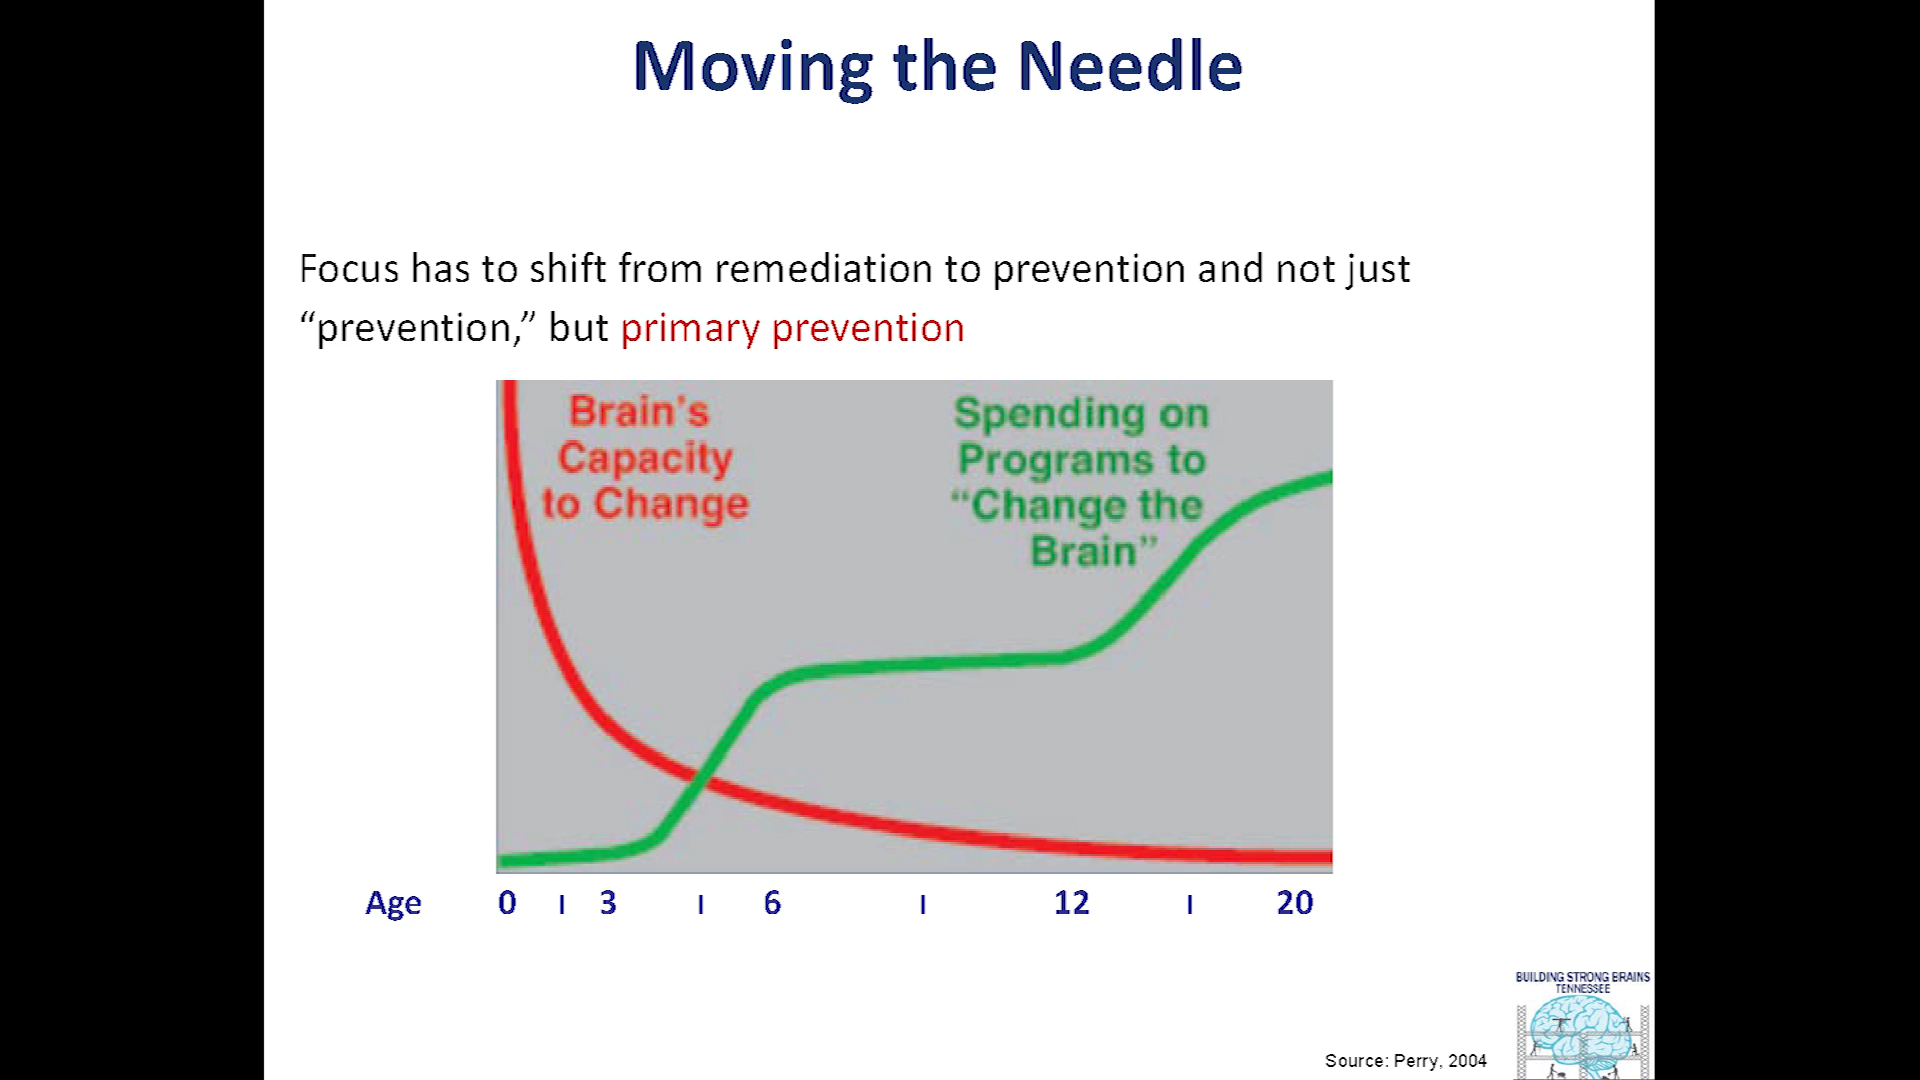 Moving the Needle
Focus has to shift from remediation to prevention and not just
“prevention,” but primary prevention
Brain's
Capacity
to Change
Spending on
Programs to
“Change the
Brain”
Age 0 I 3 I 6 I 12 I 20
BUILDING STRONG BRAINS
TENNESSEE
Source: Perry, 2004